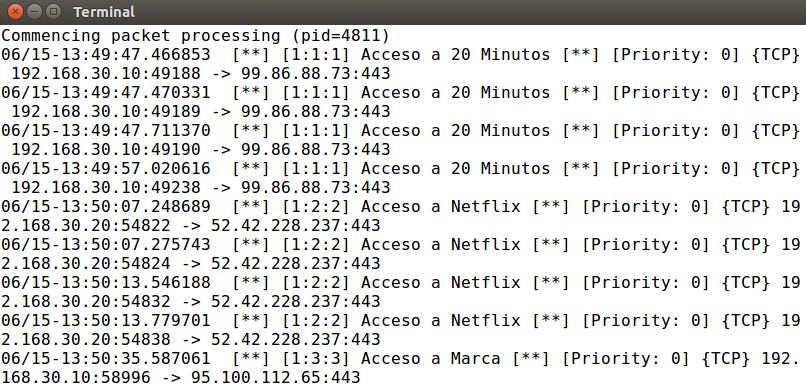 Terminal
Commencing packet processing (pid=4811)
06/15-13:49:47.466853  [**] [1:1:1] Acceso a 20 Minutos [**] [Priority: 0] {TCP}
 192.168.30.10:49188 -> 99.86.88.73:443
06/15-13:49:47.470331  [**] [1:1:1] Acceso a 20 Minutos [**] [Priority: 0] {TCP}
 192.168.30.10:49189 -> 99.86.88.73:443
06/15-13:49:47.711370  [**] [1:1:1] Acceso a 20 Minutos [**] [Priority: 0] {TCP}
 192.168.30.10:49190 -> 99.86.88.73:443
06/15-13:49:57.020616  [**] [1:1:1] Acceso a 20 Minutos [**] [Priority: 0] {TCP}
 192.168.30.10:49238 -> 99.86.88.73:443
06/15-13:50:07.248689  [**] [1:2:2] Acceso a Netflix [**] [Priority: 0] {TCP} 19
2.168.30.20:54822 -> 52.42.228.237:443
06/15-13:50:07.275743  [**] [1:2:2] Acceso a Netflix [**] [Priority: 0] {TCP} 19
2.168.30.20:54824 -> 52.42.228.237:443
06/15-13:50:13.546188  [**] [1:2:2] Acceso a Netflix [**] [Priority: 0] {TCP} 19
2.168.30.20:54832 -> 52.42.228.237:443
06/15-13:50:13.779701  [**] [1:2:2] Acceso a Netflix [**] [Priority: 0] {TCP} 19
2.168.30.20:54838 -> 52.42.228.237:443
06/15-13:50:35.587061  [**] [1:3:3] Acceso a Marca [**] [Priority: 0] {TCP} 192.
168.30.10:58996 -> 95.100.112.65:443